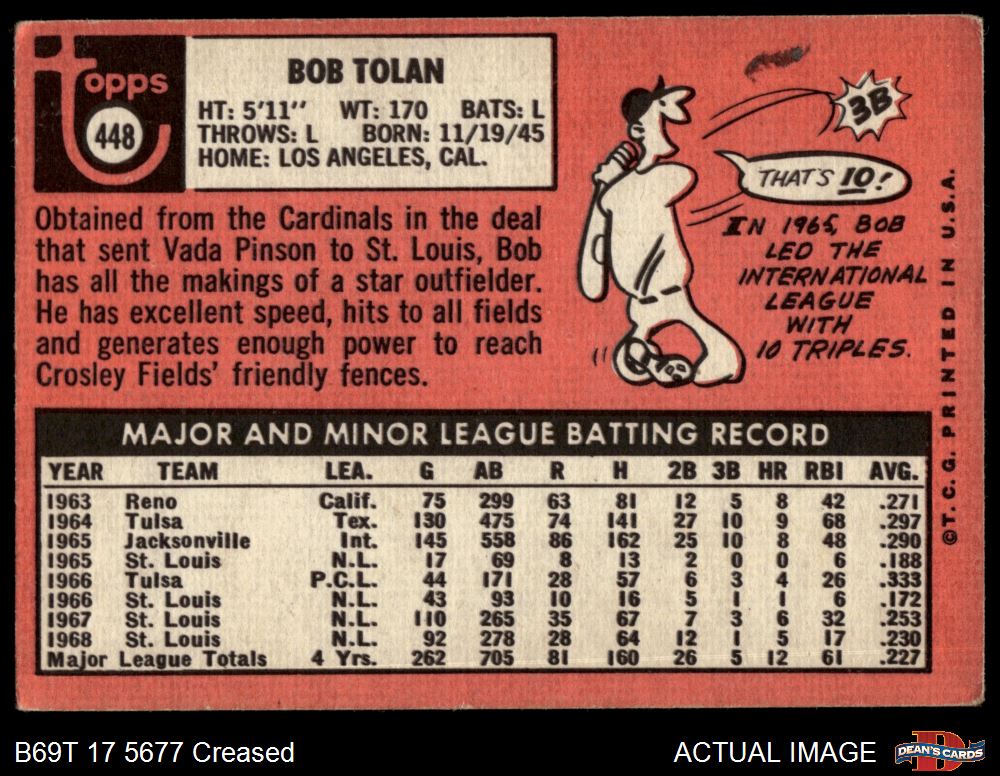 topps
448
BOB TOLAN
HT: 5'11" WT: 170 BATS: L
THROWS: L BORN: 11/19/45
HOME: LOS ANGELES, CAL.
Obtained from the Cardinals in the deal
that sent Vada Pinson to St. Louis, Bob
has all the makings of a star outfielder.
He has excellent speed, hits to all fields
and generates enough power to reach
Crosley Fields' friendly fences.
3B
THAT'S 10!
IN 1965, BOB
LED THE
INTERNATIONAL
LEAGUE
WITH
10 TRIPLES.
©T. C. G. PRINTED IN U.S.A.
MAJOR AND MINOR LEAGUE BATTING RECORD
YEAR TEAM LEA. G AB R H 2B 3B HR RBI AVG.
1963 Reno Calif. 75 299 63 81 12 5 8 42 .271
1964 Tulsa Tex. 130 475 74 141 27 10 9 68 .297
1965 Jacksonville Int. 145 558 86 162 25 10 8 48 .290
1965 St. Louis N.L. 17 69 8 13 2 0 0 6 .188
1966 Tulsa P.C.L. 44 171 28 57 6 3 4 26 .333
1966 St. Louis N.L. 43 93 10 16 5 1 1 6 .172
1967 St. Louis N.L. 110 265 35 67 7 3 6 32 .253
1968 St. Louis N.L. 92 278 28 64 12 1 5 17 .230
Major League Totals 4 Yrs. 262 705 81 160 26 5 12 61 .227
B69T 17 5677 Creased
ACTUAL IMAGE
D
DEAN'S CARDS